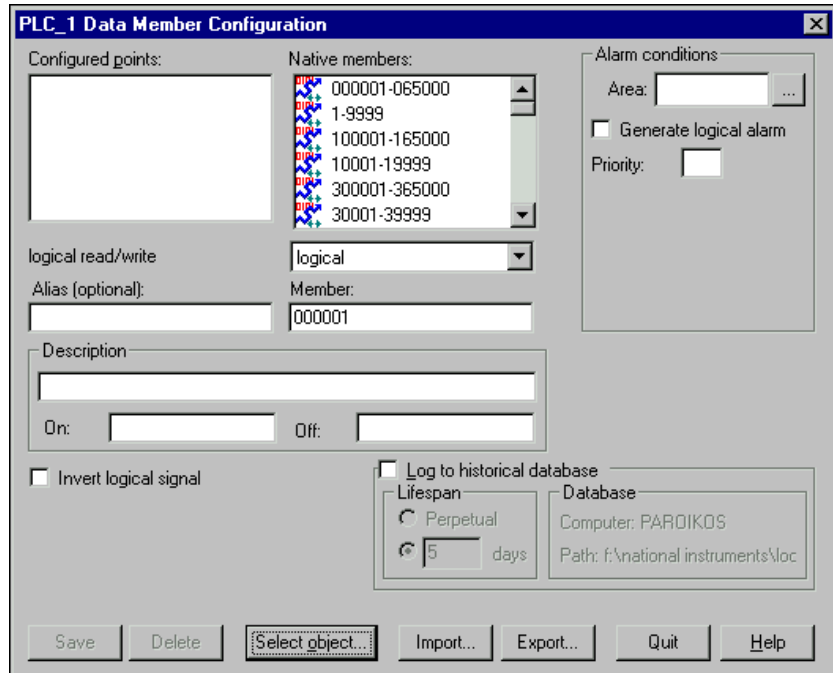 PLC_1 Data Member Configuration
Configured points:
Native members:
000001-065000
1-9999
100001-165000
10001-19999
300001-365000
30001-39999
Alarm conditions
Area:
...
Generate logical alarm
Priority:
logical read/write
logical
Alias (optional):
Member:
000001
Description
On:
Off:
Invert logical signal
Log to historical database
Lifespan
Perpetual
5 days
Database
Computer: PAROIKOS
Path: f:\national instruments\loc
Save
Delete
Select object...
Import...
Export...
Quit
Help